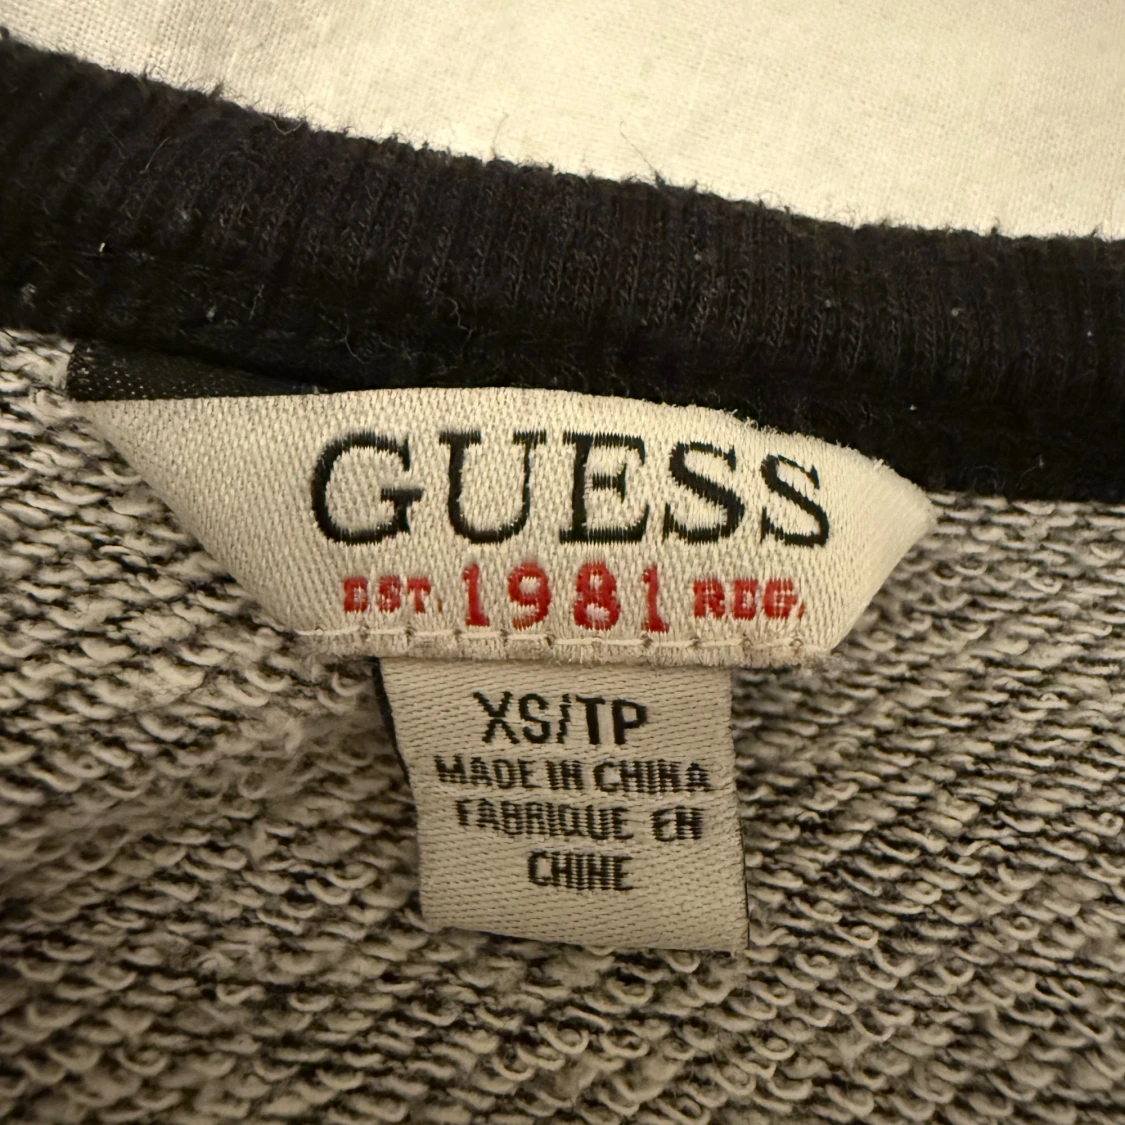 GUESS
EST. 1981 REG.
XS/TP
MADE IN CHINA
FABRIQUE EN
CHINE